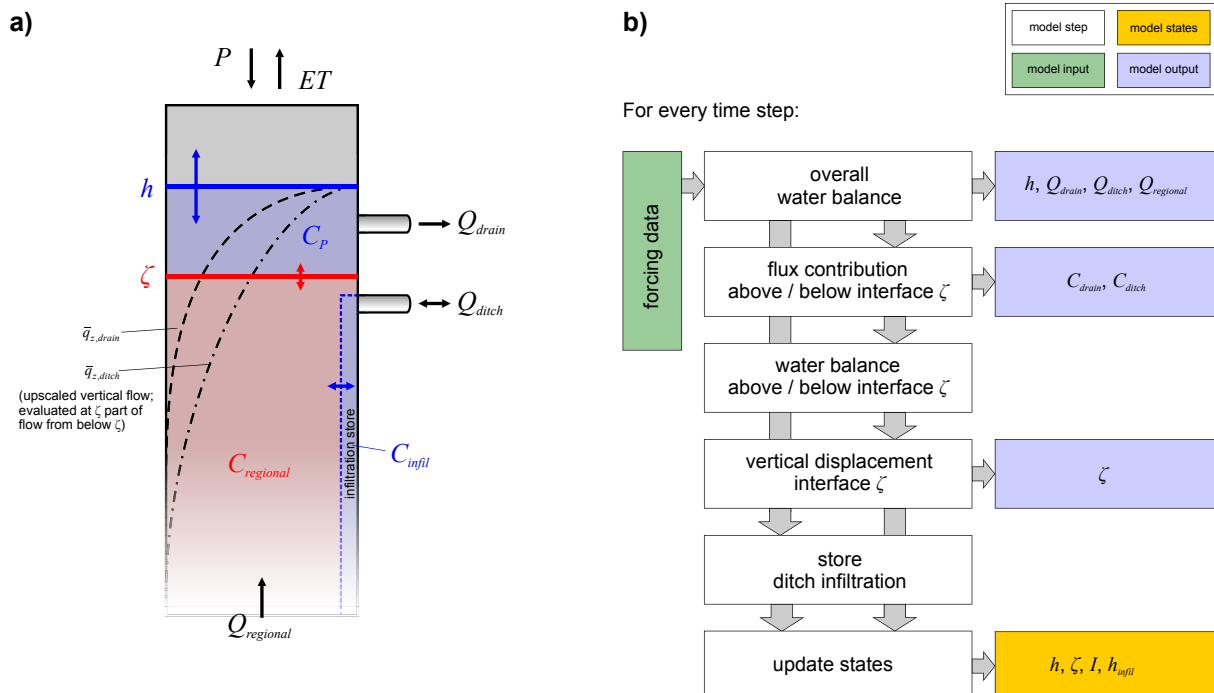 a)
P
ET
h
ζ
C_P
Q_drain
Q_ditch
q̄_z,drain
q̄_z,ditch
(upscaled vertical flow;
evaluated at ζ part of
flow from below ζ)
C_regional
infiltration store
C_infil
Q_regional
b)
model step
model states
model input
model output
For every time step:
forcing data
overall
water balance
h, Q_drain, Q_ditch, Q_regional
flux contribution
above / below interface ζ
C_drain, C_ditch
water balance
above / below interface ζ
vertical displacement
interface ζ
ζ
store
ditch infiltration
update states
h, ζ, I, h_infil